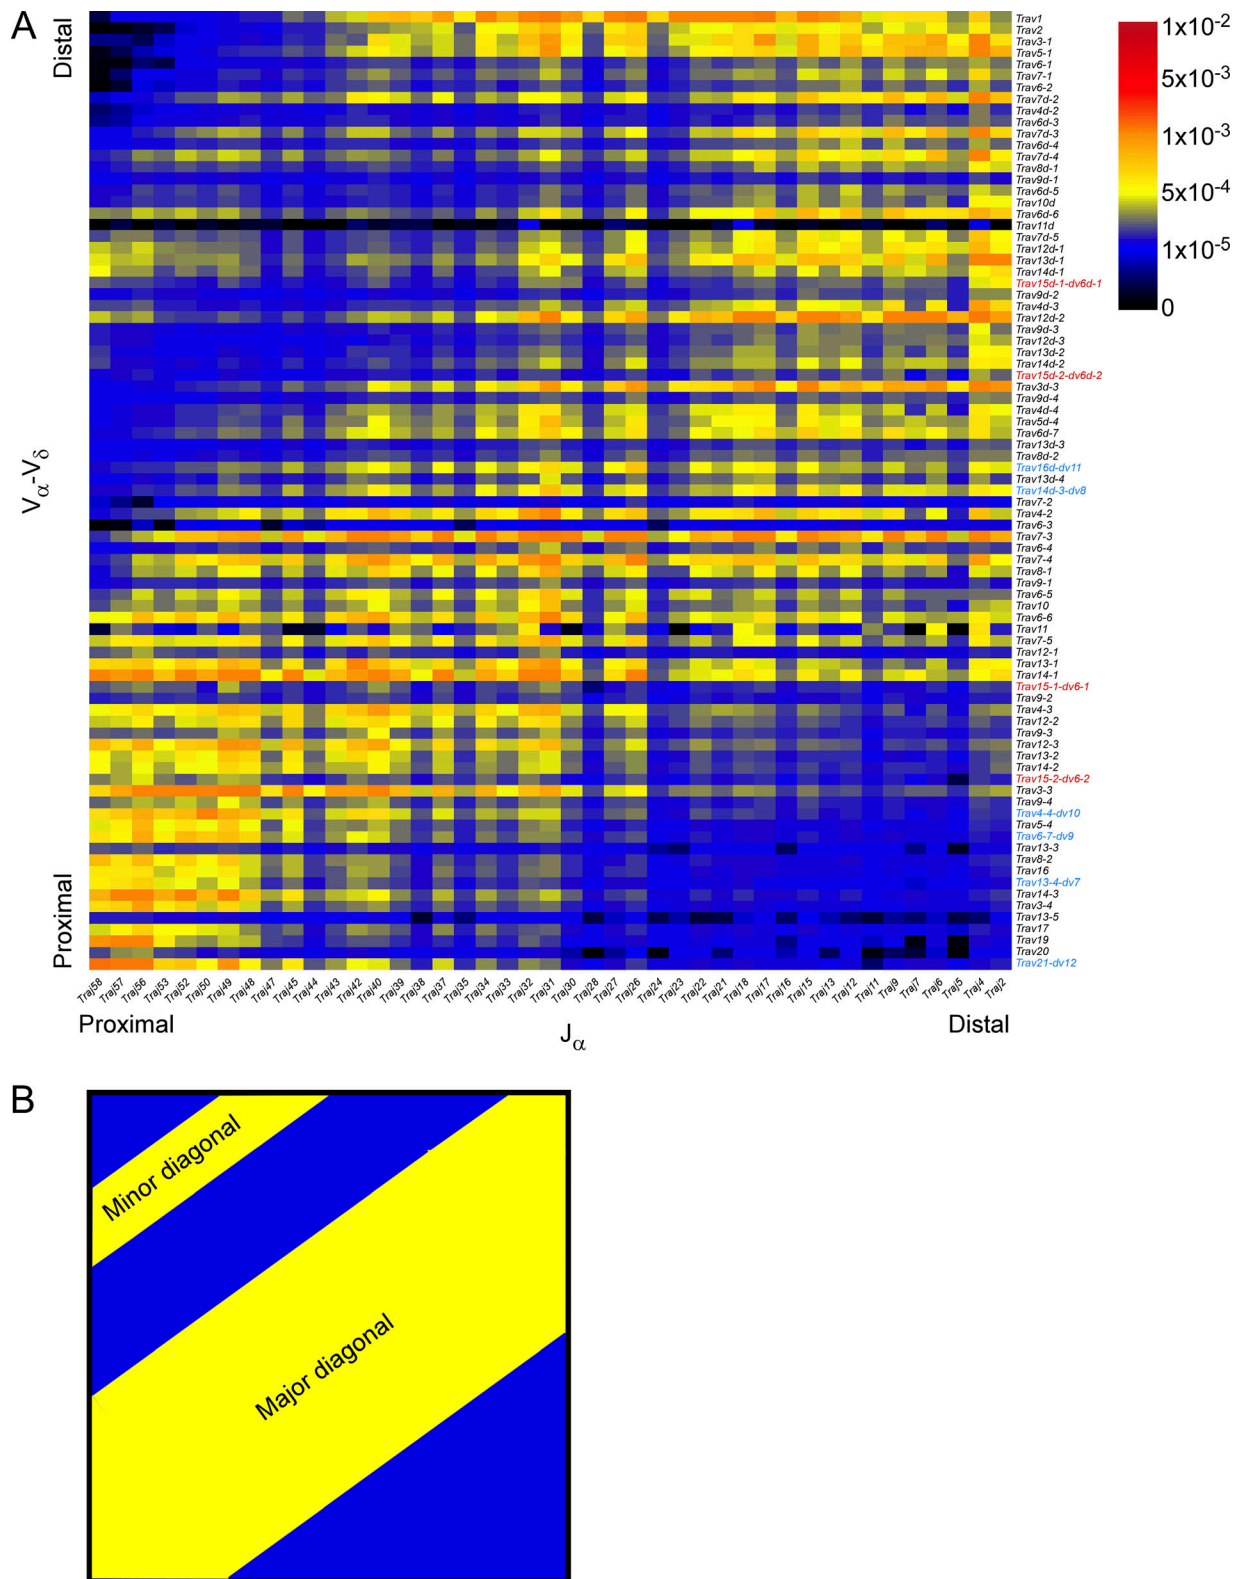 A
Distal
Proximal
Vα-Vδ
Trav1
Trav2
Trav3-1
Trav5-1
Trav6-1
Trav7-1
Trav6-2
Trav7d-2
Trav4d-2
Trav6d-3
Trav7d-3
Trav6d-4
Trav7d-4
Trav8d-1
Trav9d-1
Trav6d-5
Trav10d
Trav6d-6
Trav11d
Trav7d-5
Trav12d-1
Trav13d-1
Trav14d-1
Trav15d-1-dv6d-1
Trav9d-2
Trav4d-3
Trav12d-2
Trav9d-3
Trav12d-3
Trav13d-2
Trav14d-2
Trav15d-2-dv6d-2
Trav3d-3
Trav9d-4
Trav4d-4
Trav5d-4
Trav6d-7
Trav13d-3
Trav8d-2
Trav16d-dv11
Trav13d-4
Trav14d-3-dv8
Trav7-2
Trav4-2
Trav6-3
Trav7-3
Trav6-4
Trav7-4
Trav8-1
Trav9-1
Trav6-5
Trav10
Trav6-6
Trav11
Trav7-5
Trav12-1
Trav13-1
Trav14-1
Trav15-1-dv6-1
Trav9-2
Trav4-3
Trav12-2
Trav9-3
Trav12-3
Trav13-2
Trav14-2
Trav15-2-dv6-2
Trav3-3
Trav9-4
Trav4-4-dv10
Trav5-4
Trav6-7-dv9
Trav13-3
Trav8-2
Trav16
Trav13-4-dv7
Trav14-3
Trav3-4
Trav13-5
Trav17
Trav19
Trav20
Trav21-dv12
1x10⁻²
5x10⁻³
1x10⁻³
5x10⁻⁴
1x10⁻⁵
0
Traj58 Traj57 Traj56 Traj53 Traj52 Traj50 Traj49 Traj48 Traj47 Traj45 Traj44 Traj43 Traj42 Traj40 Traj39 Traj38 Traj37 Traj35 Traj34 Traj33 Traj32 Traj31 Traj30 Traj28 Traj27 Traj26 Traj24 Traj23 Traj22 Traj21 Traj18 Traj17 Traj16 Traj15 Traj13 Traj12 Traj11 Traj9 Traj7 Traj6 Traj5 Traj4 Traj2
Proximal Jα Distal
B
Minor diagonal
Major diagonal